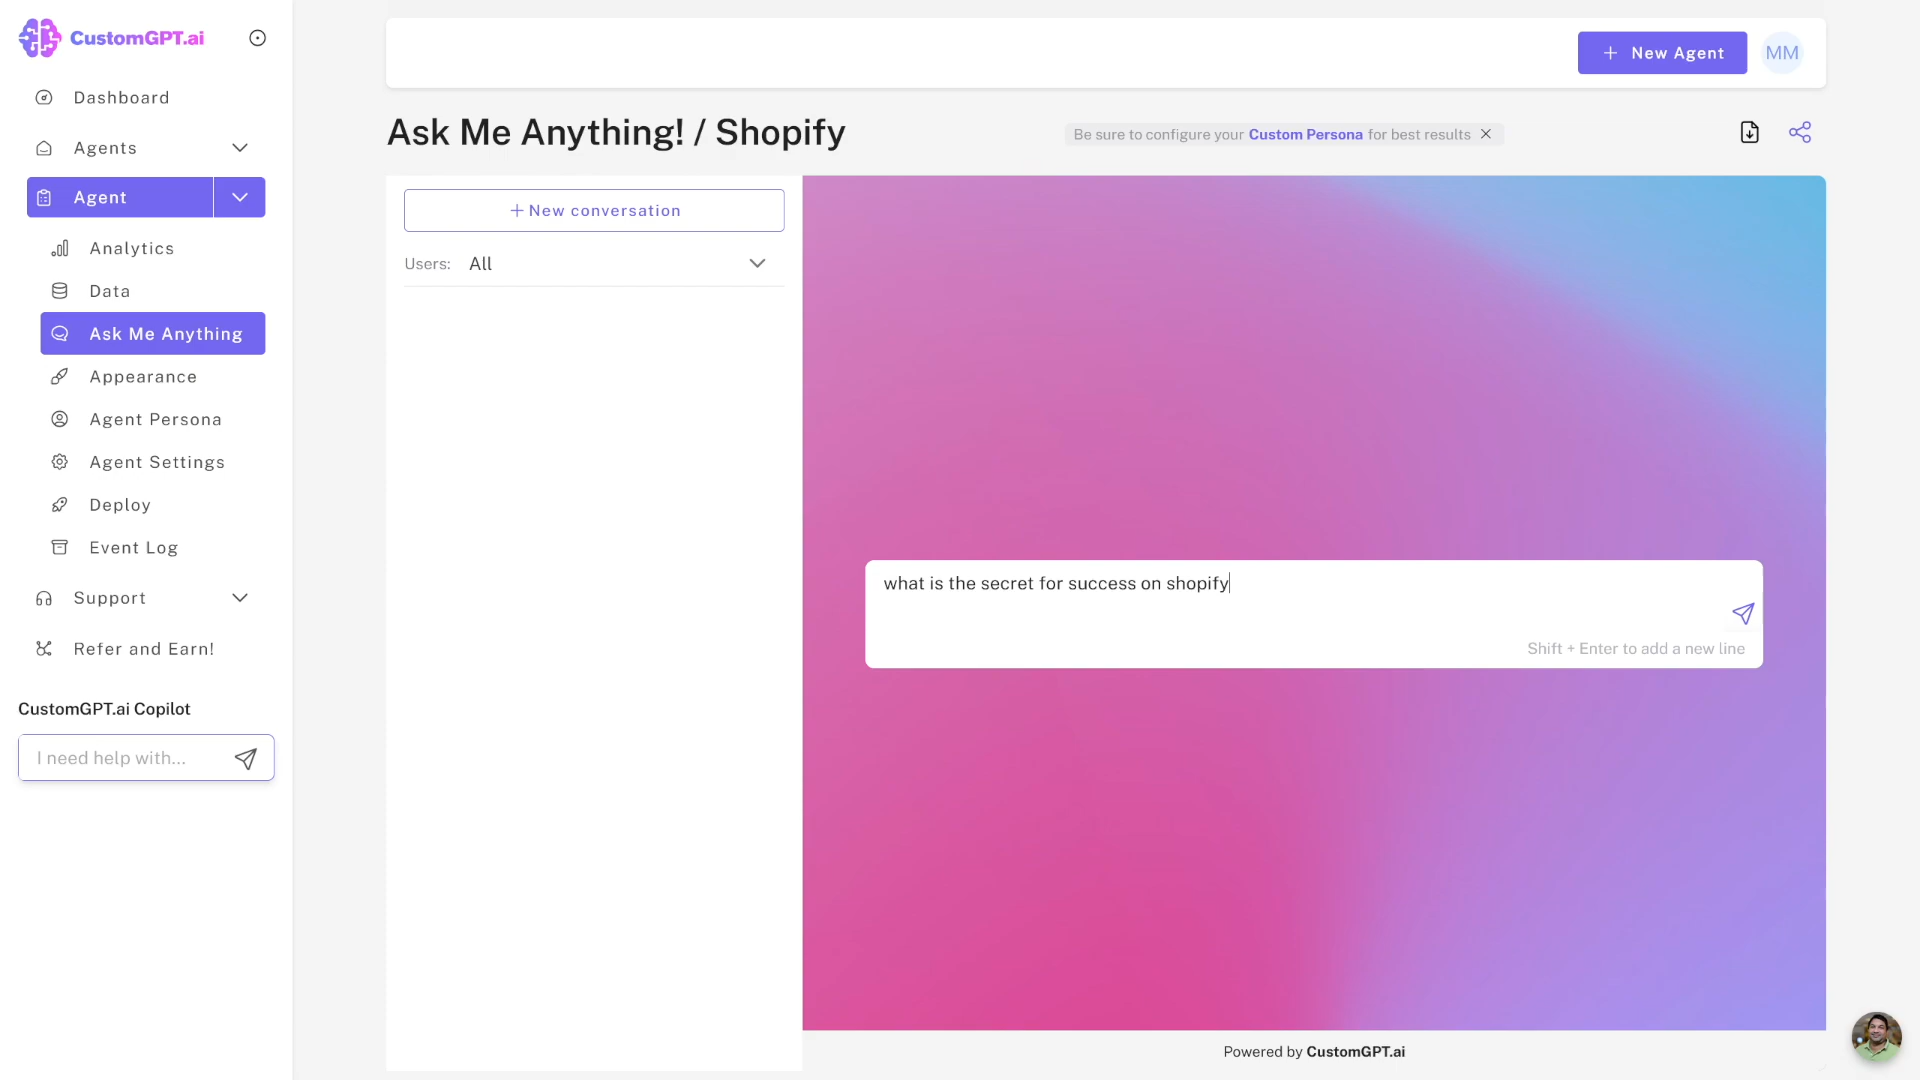 CustomGPT.ai
Dashboard
Agents
Agent
Analytics
Data
Ask Me Anything
Appearance
Agent Persona
Agent Settings
Deploy
Event Log
Support
Refer and Earn!
CustomGPT.ai Copilot
I need help with...
New Agent
MM
Ask Me Anything! / Shopify
Be sure to configure your Custom Persona for best results
New conversation
Users: All
what is the secret for success on shopify
Shift + Enter to add a new line
Powered by CustomGPT.ai